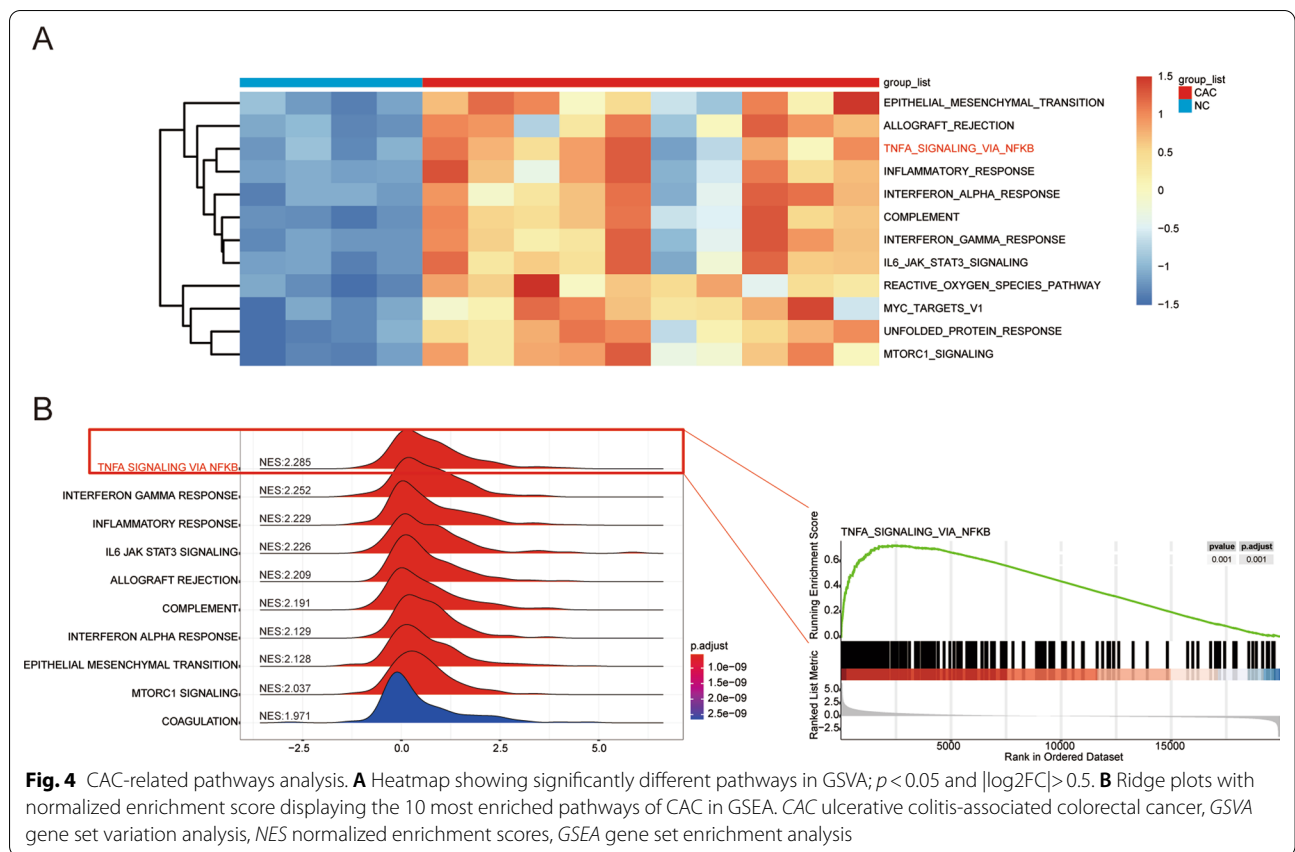 A
group_list
EPITHELIAL_MESENCHYMAL_TRANSITION
ALLOGRAFT_REJECTION
TNFA_SIGNALING_VIA_NFKB
INFLAMMATORY_RESPONSE
INTERFERON_ALPHA_RESPONSE
COMPLEMENT
INTERFERON_GAMMA_RESPONSE
IL6_JAK_STAT3_SIGNALING
REACTIVE_OXYGEN_SPECIES_PATHWAY
MYC_TARGETS_V1
UNFOLDED_PROTEIN_RESPONSE
MTORC1_SIGNALING
1.5
1
0.5
0
−0.5
−1
−1.5
group_list
CAC
NC
B
TNFA SIGNALING VIA NFKB NES:2.285
INTERFERON GAMMA RESPONSE NES:2.252
INFLAMMATORY RESPONSE NES:2.229
IL6 JAK STAT3 SIGNALING NES:2.226
ALLOGRAFT REJECTION NES:2.209
COMPLEMENT NES:2.191
INTERFERON ALPHA RESPONSE NES:2.129
EPITHELIAL MESENCHYMAL TRANSITION NES:2.128
MTORC1 SIGNALING NES:2.037
COAGULATION NES:1.971
−2.5 0.0 2.5 5.0
p.adjust
1.0e−09
1.5e−09
2.0e−09
2.5e−09
TNFA_SIGNALING_VIA_NFKB
pvalue p.adjust
0.001 0.001
Running Enrichment Score
0.6
0.4
0.2
0.0
Ranked List Metric
5.0
2.5
0.0
−2.5
5000 10000 15000
Rank in Ordered Dataset
Fig. 4 CAC-related pathways analysis. A Heatmap showing significantly different pathways in GSVA; p < 0.05 and |log2FC| > 0.5. B Ridge plots with
normalized enrichment score displaying the 10 most enriched pathways of CAC in GSEA. CAC ulcerative colitis-associated colorectal cancer, GSVA
gene set variation analysis, NES normalized enrichment scores, GSEA gene set enrichment analysis